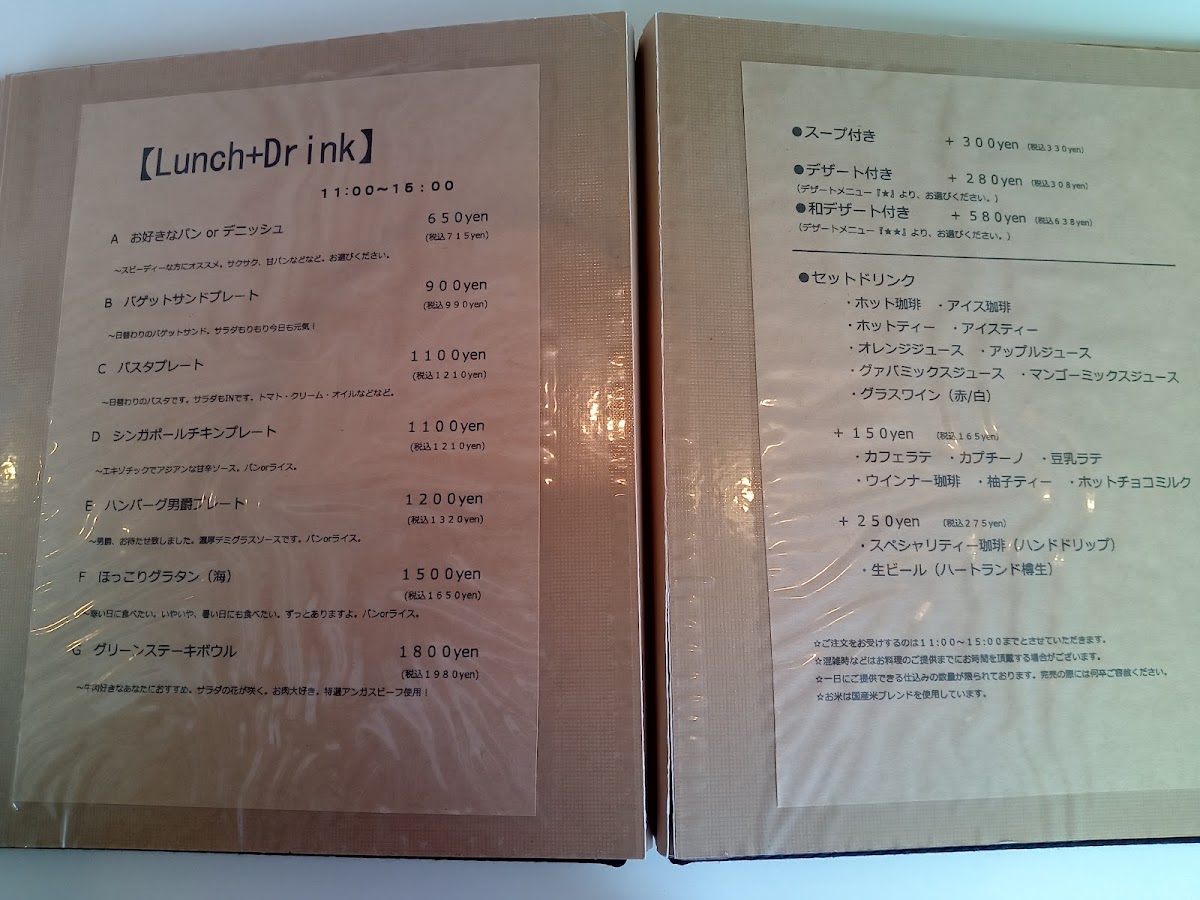 【Lunch+Drink】
11:00～15:00
A お好きなパン or デニッシュ 650yen
(税込715yen)
～スピーディーな方にオススメ。サクサク、甘パンなどなど。お選びください。
B バゲットサンドプレート 900yen
(税込990yen)
～日替わりのバゲットサンド。サラダもりもり今日も元気！
C パスタプレート 1100yen
(税込1210yen)
～日替わりのパスタです。サラダもINです。トマト・クリーム・オイルなどなど。
D シンガポールチキンプレート 1100yen
(税込1210yen)
～エキゾチックでアジアンな甘辛ソース。パンorライス。
E ハンバーグ男爵プレート 1200yen
(税込1320yen)
～男爵、お待たせ致しました。濃厚デミグラスソースです。パンorライス。
F ほっこりグラタン（海） 1500yen
(税込1650yen)
～寒い日に食べたい。いやいや、暑い日にも食べたい。ずっとありますよ。パンorライス。
G グリーンステーキボウル 1800yen
(税込1980yen)
～牛肉好きなあなたにおすすめ。サラダの花が咲く。お肉大好き。特選アンガスビーフ使用！
●スープ付き + 300yen (税込330yen)
●デザート付き + 280yen (税込308yen)
(デザートメニュー『★』より、お選びください。)
●和デザート付き + 580yen (税込638yen)
(デザートメニュー『★★』より、お選びください。)
●セットドリンク
・ホット珈琲 ・アイス珈琲
・ホットティー ・アイスティー
・オレンジジュース ・アップルジュース
・グァバミックスジュース ・マンゴーミックスジュース
・グラスワイン（赤/白）
+ 150yen (税込165yen)
・カフェラテ ・カプチーノ ・豆乳ラテ
・ウインナー珈琲 ・柚子ティー ・ホットチョコミルク
+ 250yen (税込275yen)
・スペシャリティー珈琲（ハンドドリップ）
・生ビール（ハートランド樽生）
☆ご注文をお受けするのは11:00～15:00までとさせていただきます。
☆混雑時などはお料理のご提供までにお時間を頂戴する場合がございます。
☆一日にご提供できる仕込みの数量が限られております。完売の際には何卒ご容赦ください。
☆お米は国産米ブレンドを使用しています。